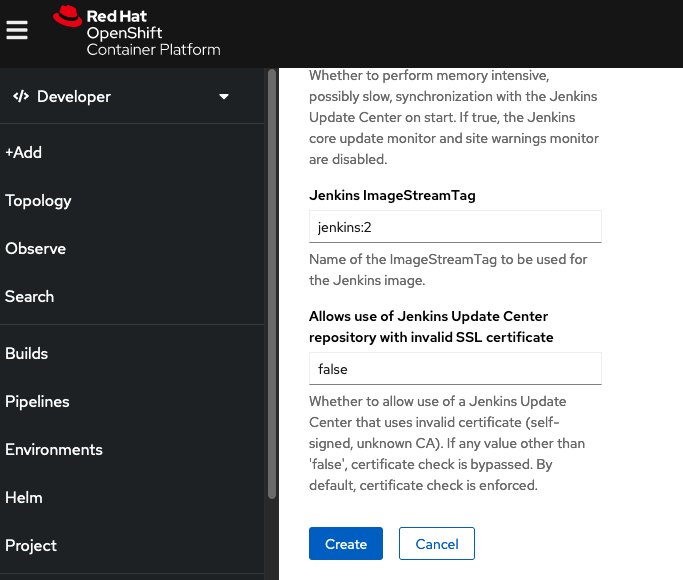 Red Hat
OpenShift
Container Platform
Developer
+Add
Topology
Observe
Search
Builds
Pipelines
Environments
Helm
Project
Whether to perform memory intensive,
possibly slow, synchronization with the Jenkins
Update Center on start. If true, the Jenkins
core update monitor and site warnings monitor
are disabled.
Jenkins ImageStreamTag
jenkins:2
Name of the ImageStreamTag to be used for
the Jenkins image.
Allows use of Jenkins Update Center
repository with invalid SSL certificate
false
Whether to allow use of a Jenkins Update
Center that uses invalid certificate (self-
signed, unknown CA). If any value other than
'false', certificate check is bypassed. By
default, certificate check is enforced.
Create
Cancel